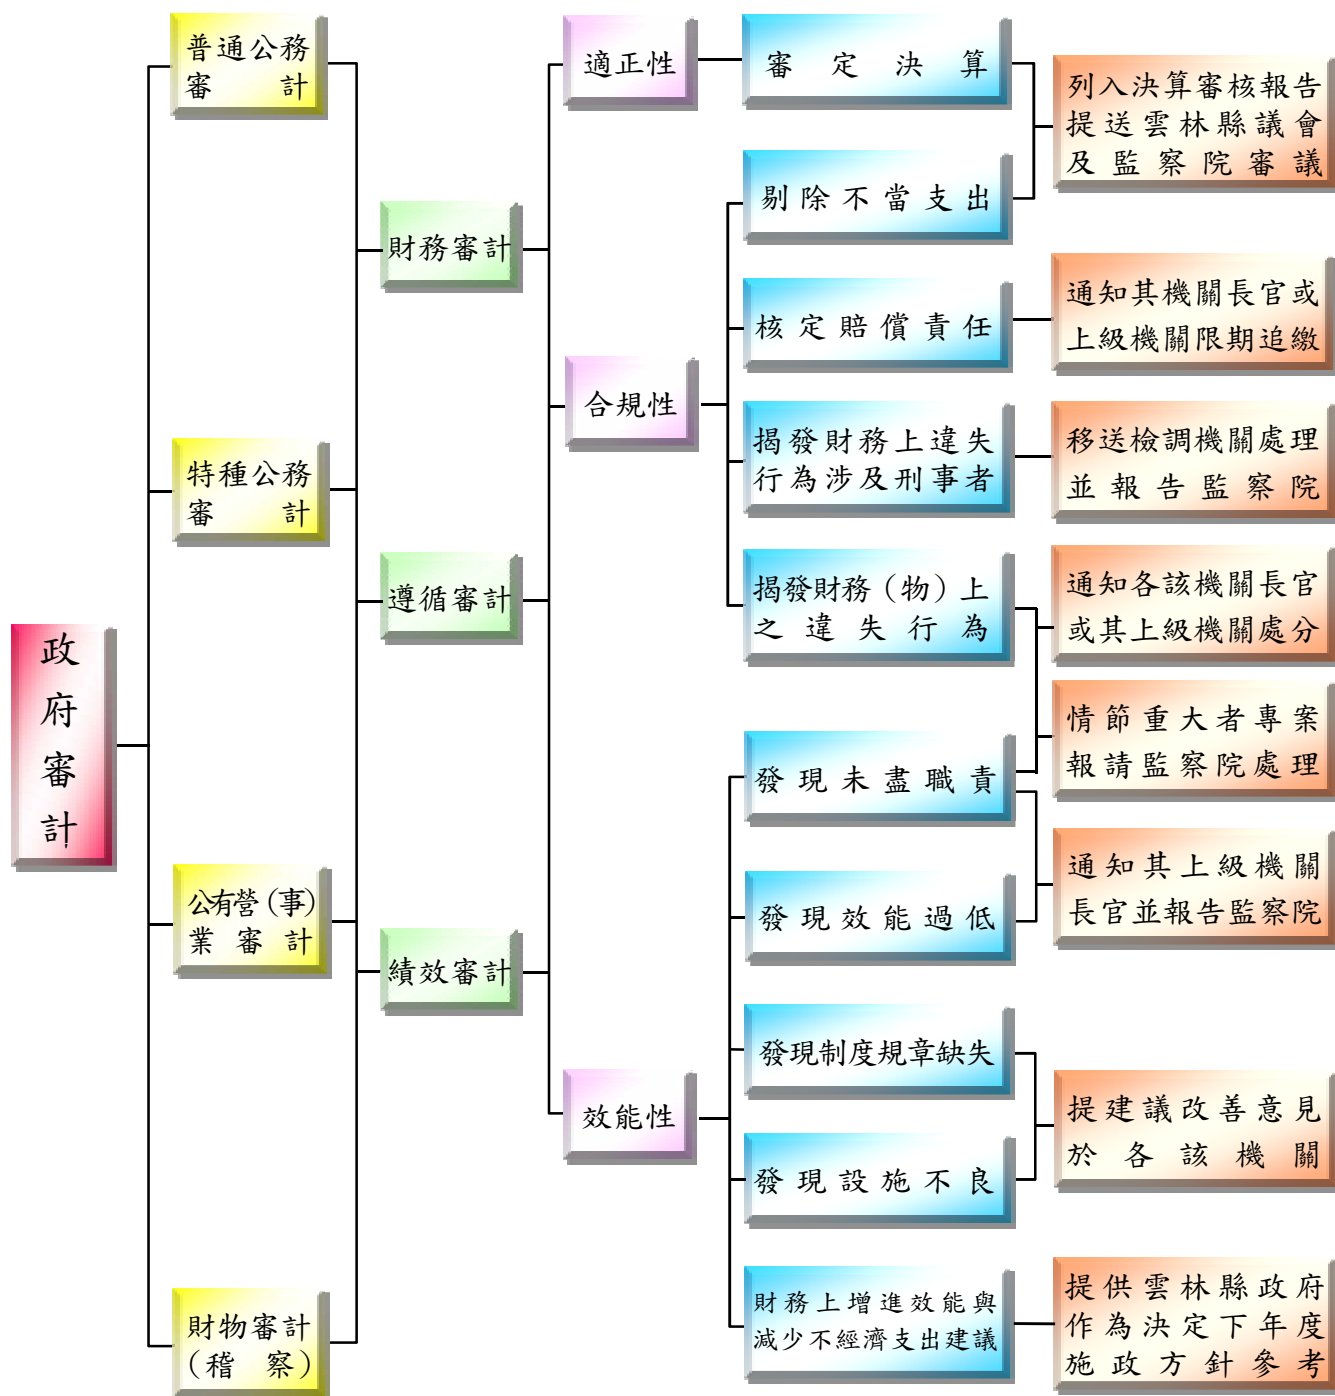 政
府
審
計
普通公務
審計
特種公務
審計
公有營(事)
業審計
財物審計
(稽察)
財務審計
遵循審計
績效審計
適正性
合規性
效能性
審定決算
剔除不當支出
核定賠償責任
揭發財務上違失
行為涉及刑事者
揭發財務(物)上
之違失行為
發現未盡職責
發現效能過低
發現制度規章缺失
發現設施不良
財務上增進效能與
減少不經濟支出建議
列入決算審核報告
提送雲林縣議會
及監察院審議
通知其機關長官或
上級機關限期追繳
移送檢調機關處理
並報告監察院
通知各該機關長官
或其上級機關處分
情節重大者專案
報請監察院處理
通知其上級機關
長官並報告監察院
提建議改善意見
於各該機關
提供雲林縣政府
作為決定下年度
施政方針參考